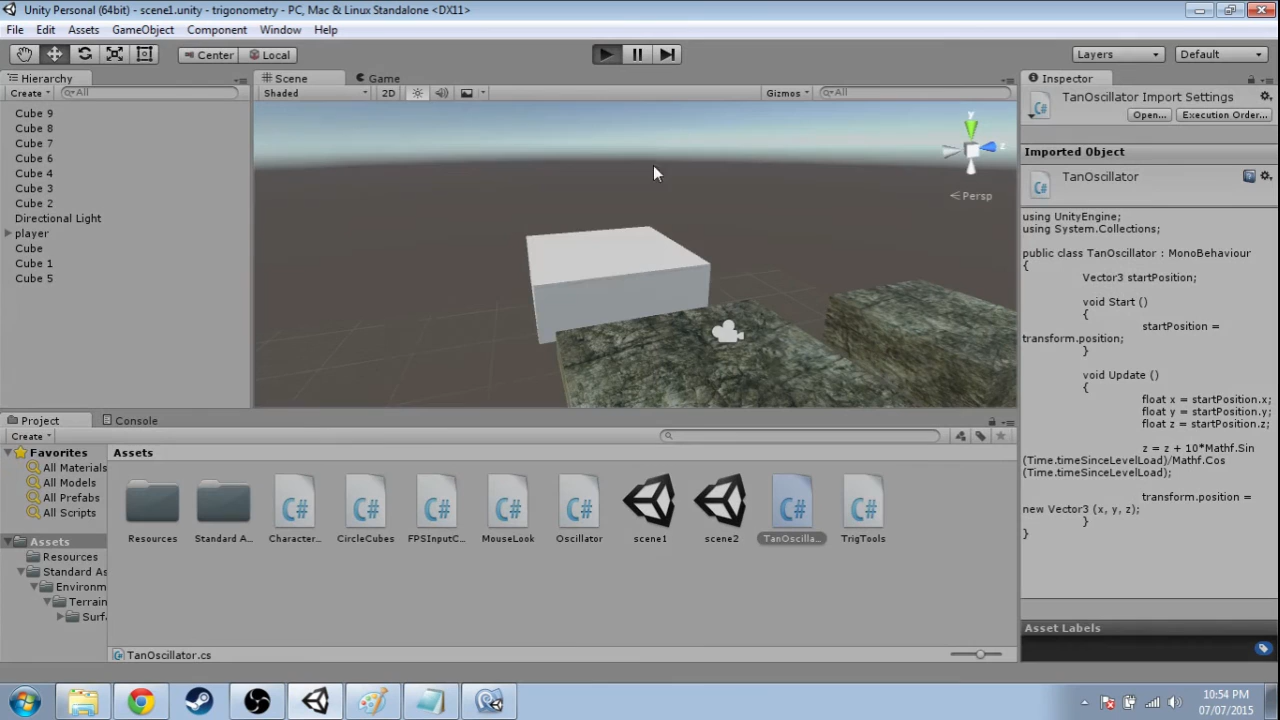 Unity Personal (64bit) - scene1.unity - trigonometry - PC, Mac & Linux Standalone <DX11>
File Edit Assets GameObject Component Window Help
Center Local Layers Default
Hierarchy
Create All
Cube 9
Cube 8
Cube 7
Cube 6
Cube 4
Cube 3
Cube 2
Directional Light
player
Cube
Cube 1
Cube 5
Scene Game
Shaded 2D Gizmos All
y
z
Persp
Inspector
TanOscillator Import Settings
Open... Execution Order...
Imported Object
TanOscillator
using UnityEngine;
using System.Collections;
public class TanOscillator : MonoBehaviour
{
Vector3 startPosition;
void Start ()
{
startPosition =
transform.position;
}
void Update ()
{
float x = startPosition.x;
float y = startPosition.y;
float z = startPosition.z;
z = z + 10*Mathf.Sin
(Time.timeSinceLevelLoad)/Mathf.Cos
(Time.timeSinceLevelLoad);
transform.position =
new Vector3 (x, y, z);
}
}
Asset Labels
Project Console
Create
Favorites
All Materials
All Models
All Prefabs
All Scripts
Assets
Resources
Standard As
Environm
Terrain
Surf
Assets
Resources
Standard A...
Character...
CircleCubes
FPSInputC...
MouseLook
Oscillator
scene1
scene2
TanOscilla...
TrigTools
TanOscillator.cs
10:54 PM
07/07/2015